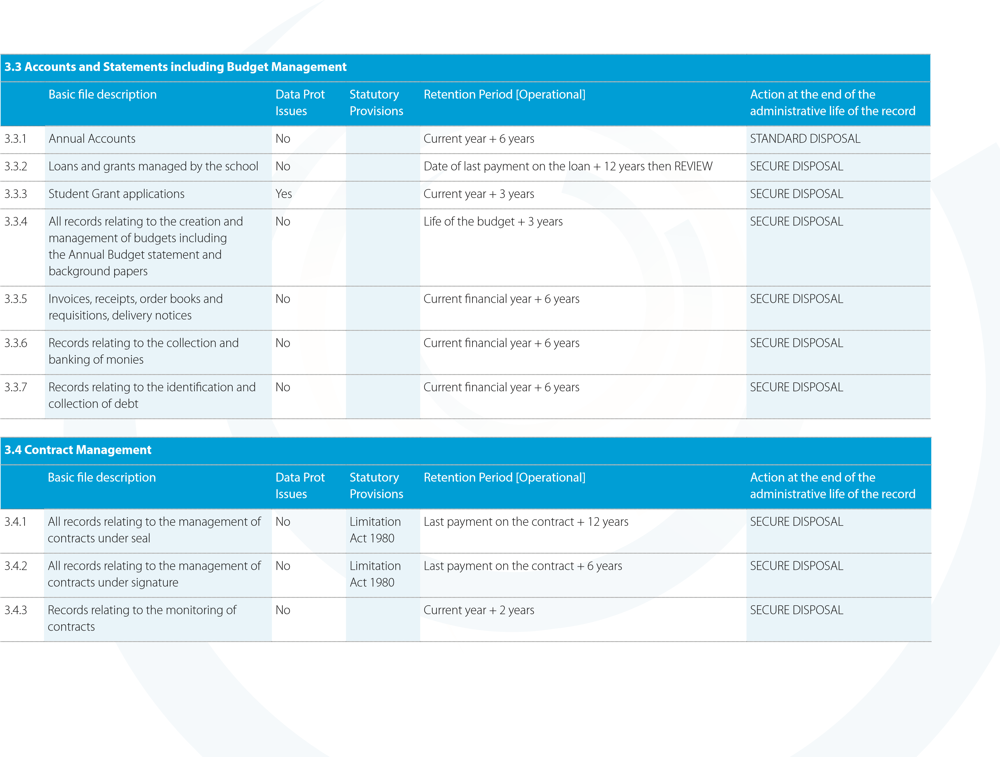 3.3 Accounts and Statements including Budget Management
Basic file description Data Prot Issues Statutory Provisions Retention Period [Operational] Action at the end of the administrative life of the record
3.3.1 Annual Accounts No Current year + 6 years STANDARD DISPOSAL
3.3.2 Loans and grants managed by the school No Date of last payment on the loan + 12 years then REVIEW SECURE DISPOSAL
3.3.3 Student Grant applications Yes Current year + 3 years SECURE DISPOSAL
3.3.4 All records relating to the creation and No Life of the budget + 3 years SECURE DISPOSAL
management of budgets including
the Annual Budget statement and
background papers
3.3.5 Invoices, receipts, order books and No Current financial year + 6 years SECURE DISPOSAL
requisitions, delivery notices
3.3.6 Records relating to the collection and No Current financial year + 6 years SECURE DISPOSAL
banking of monies
3.3.7 Records relating to the identification and No Current financial year + 6 years SECURE DISPOSAL
collection of debt
3.4 Contract Management
Basic file description Data Prot Issues Statutory Provisions Retention Period [Operational] Action at the end of the administrative life of the record
3.4.1 All records relating to the management of No Limitation Last payment on the contract + 12 years SECURE DISPOSAL
contracts under seal Act 1980
3.4.2 All records relating to the management of No Limitation Last payment on the contract + 6 years SECURE DISPOSAL
contracts under signature Act 1980
3.4.3 Records relating to the monitoring of No Current year + 2 years SECURE DISPOSAL
contracts